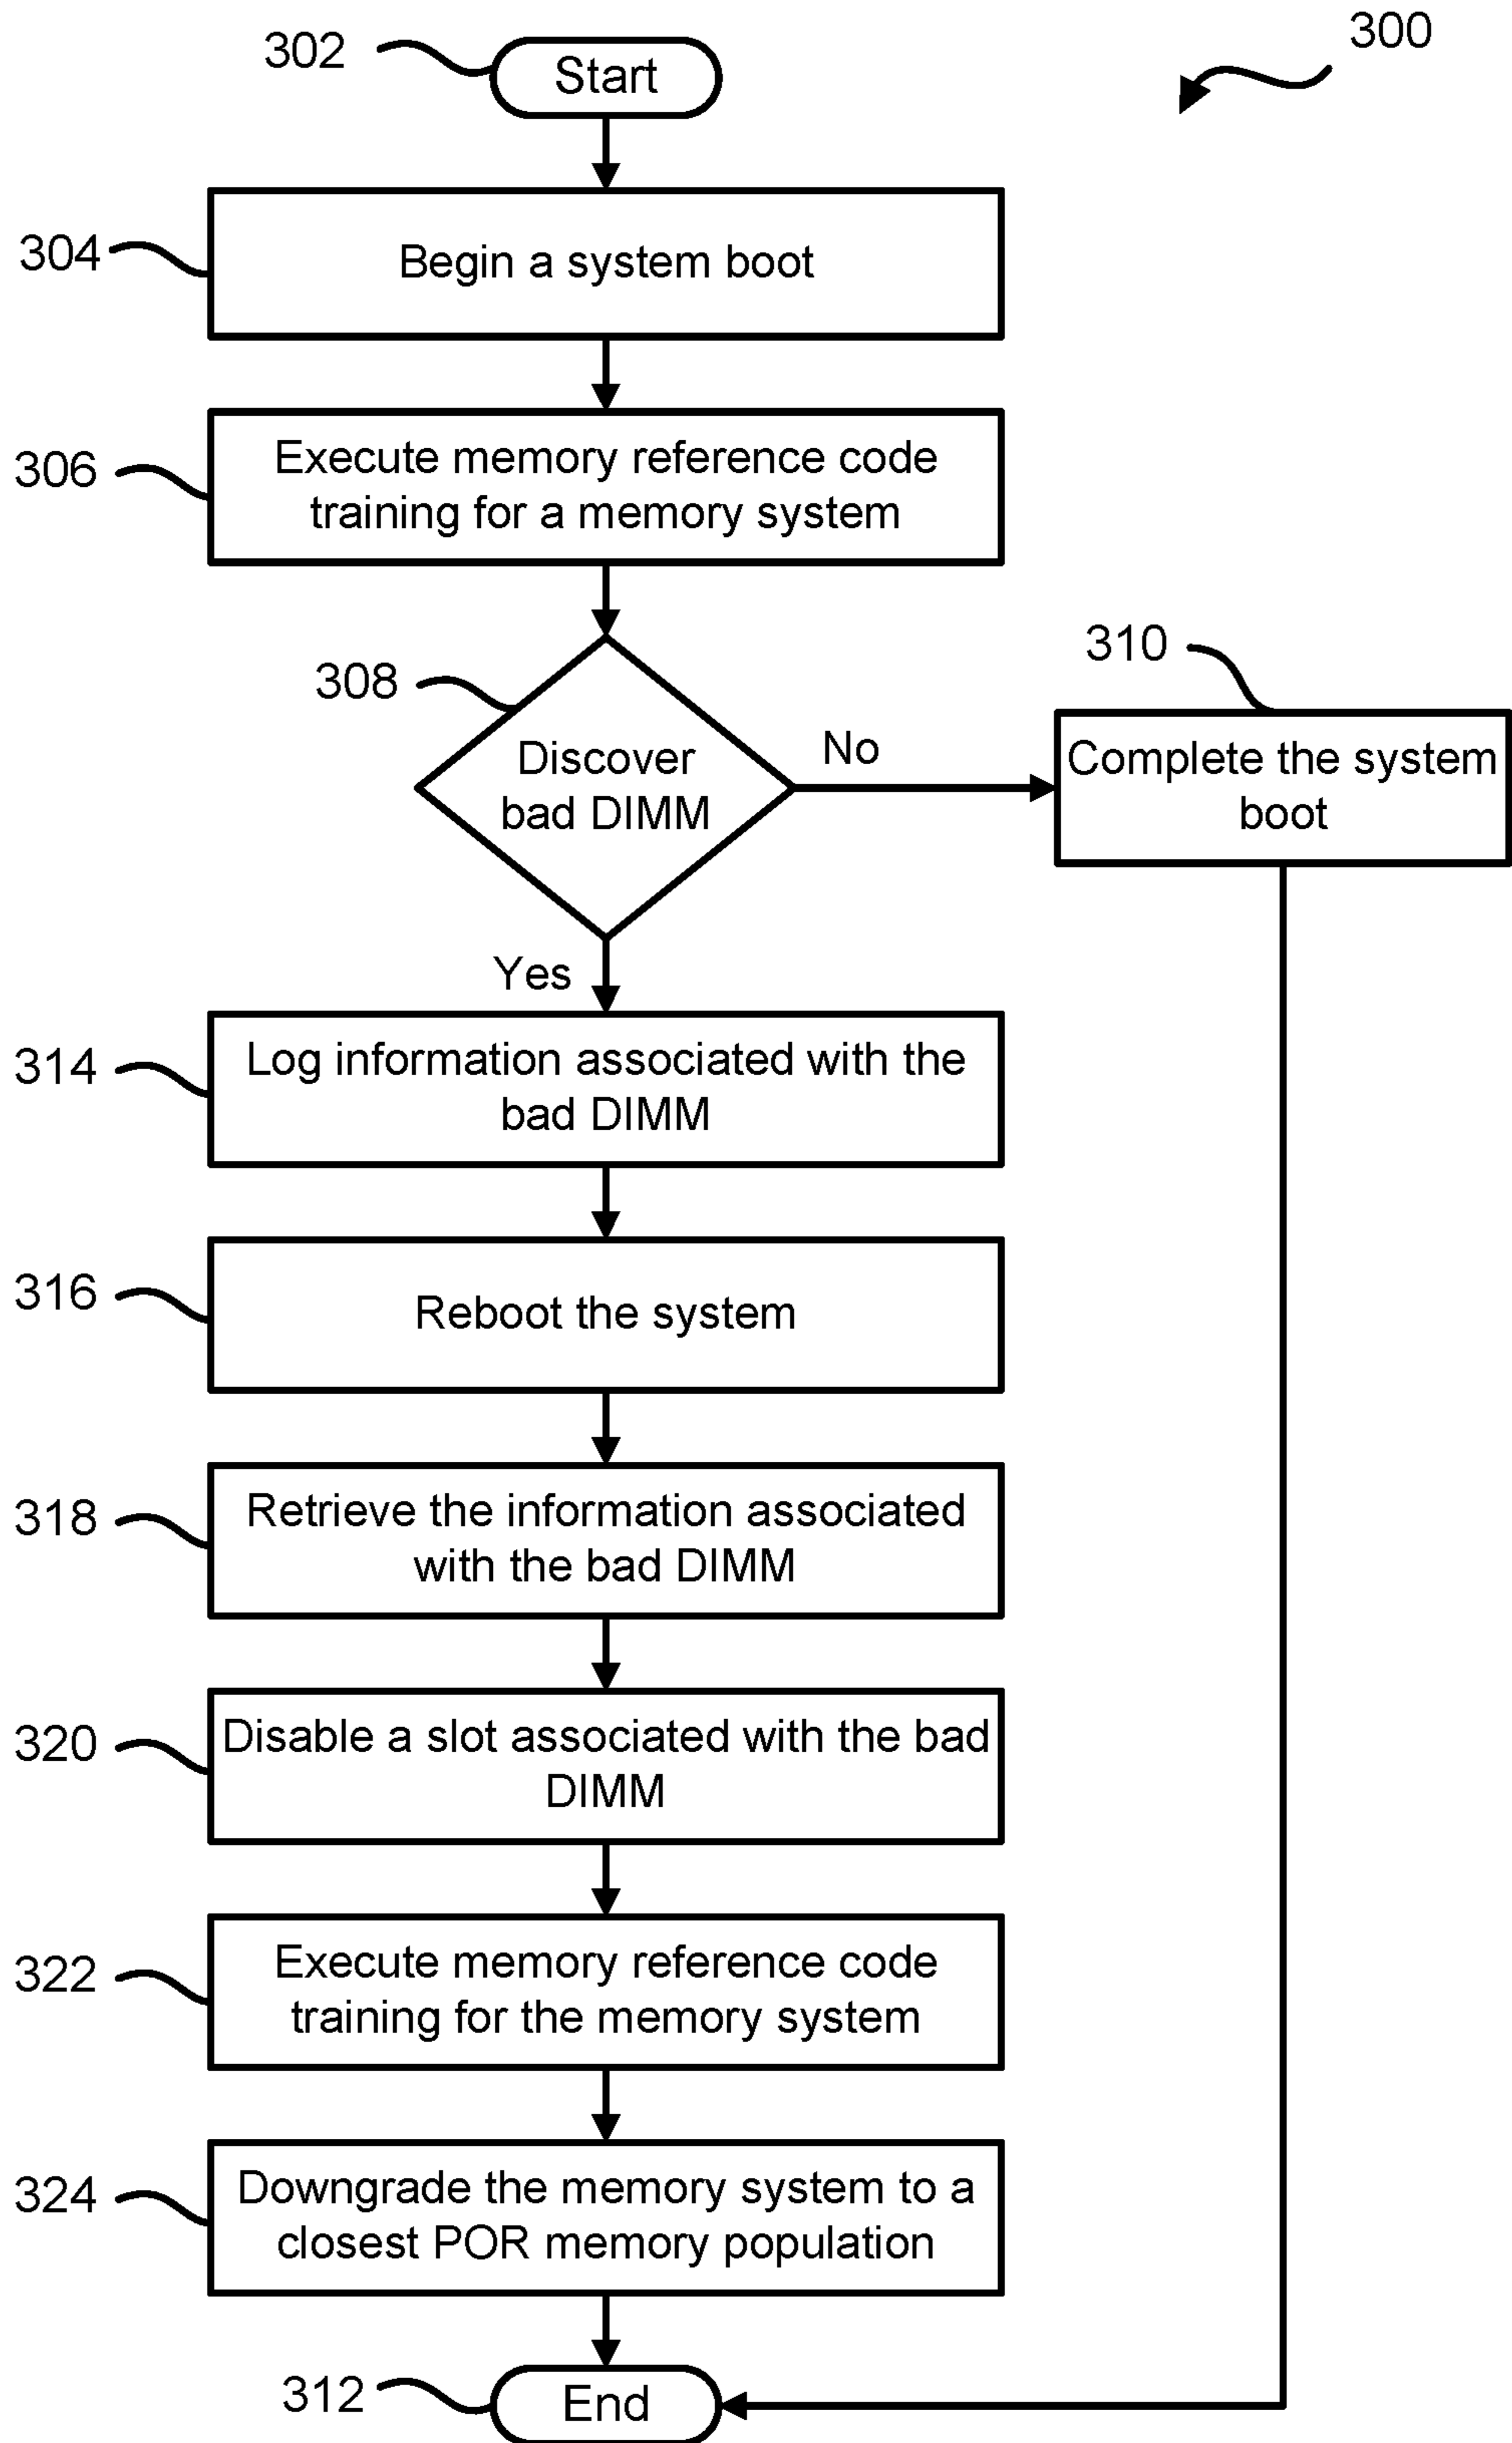 300
302
Start
304
Begin a system boot
306
Execute memory reference code
training for a memory system
308
Discover
bad DIMM
No
310
Complete the system
boot
Yes
314
Log information associated with the
bad DIMM
316
Reboot the system
318
Retrieve the information associated
with the bad DIMM
320
Disable a slot associated with the bad
DIMM
322
Execute memory reference code
training for the memory system
324
Downgrade the memory system to a
closest POR memory population
312
End